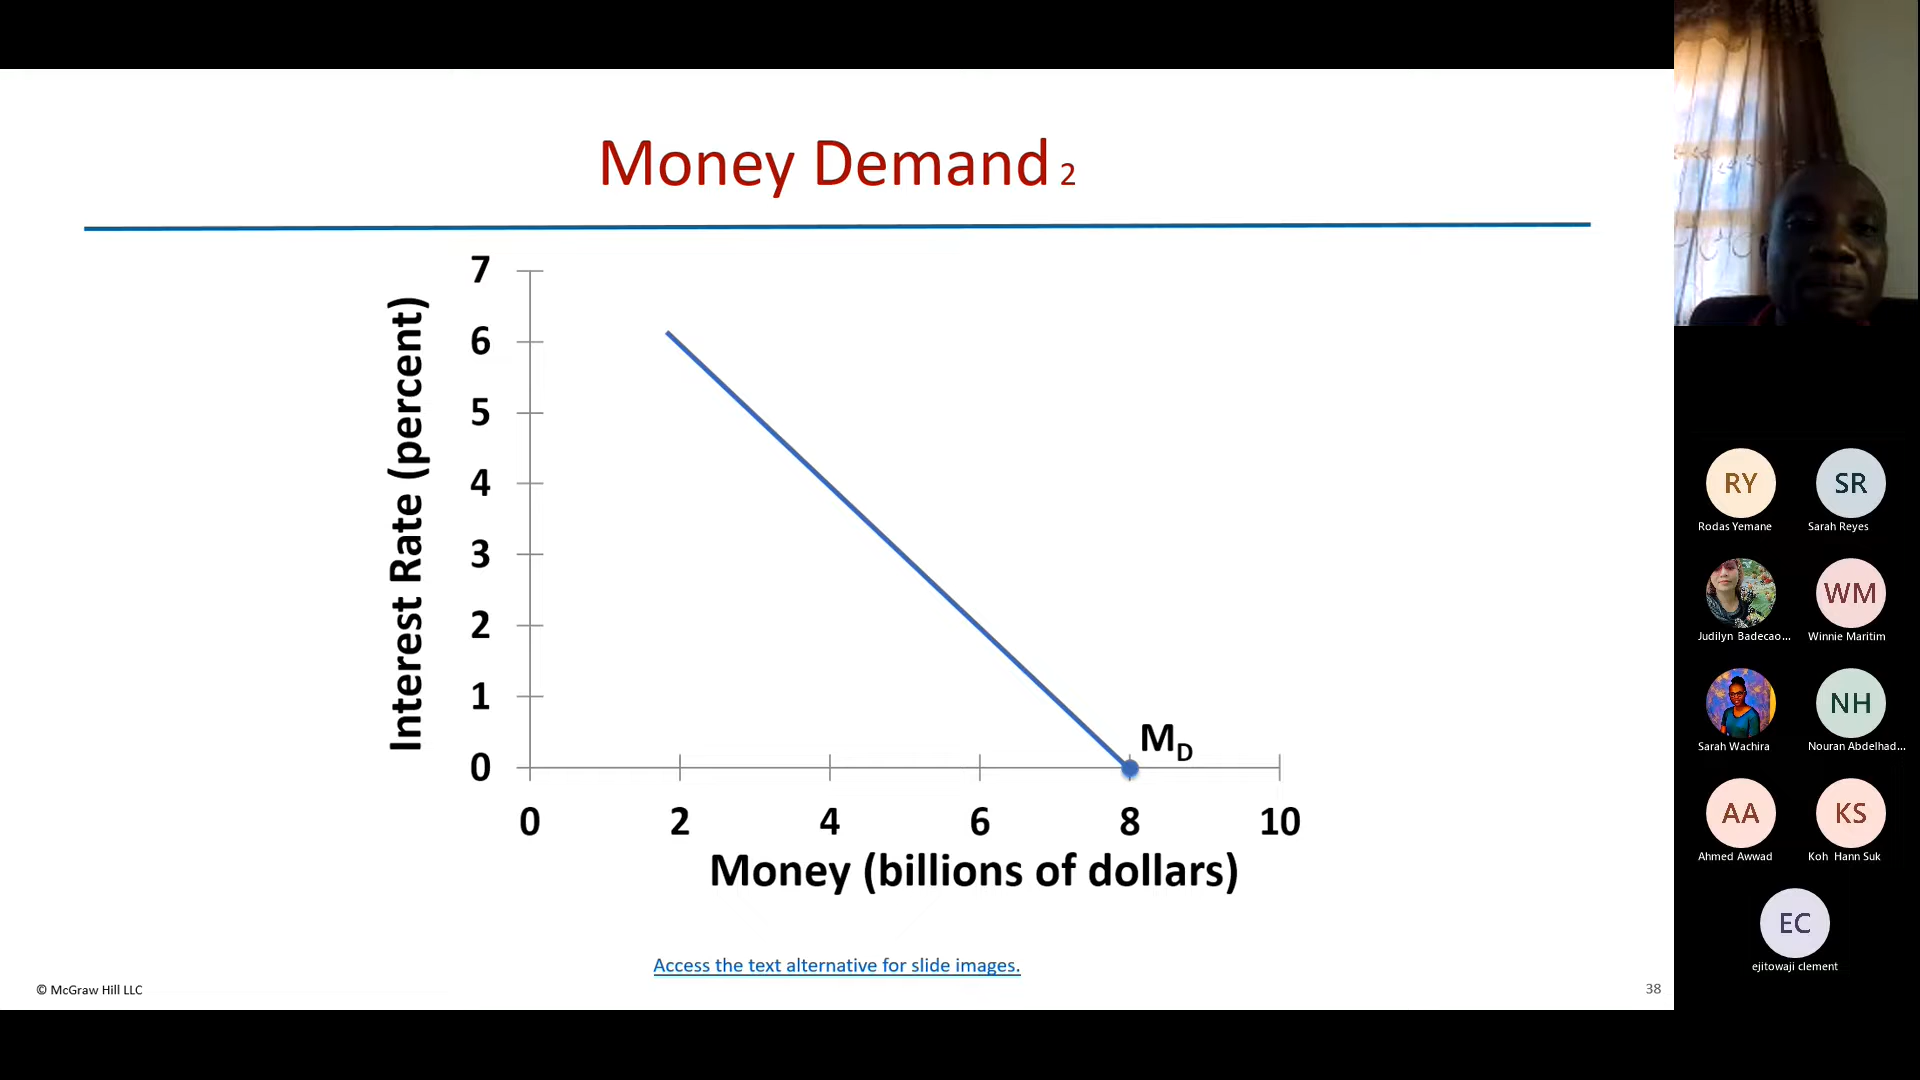 Money Demand 2
7
6
5
4
3
2
1
0
Interest Rate (percent)
M_D
0 2 4 6 8 10
Money (billions of dollars)
Access the text alternative for slide images.
© McGraw Hill LLC
38
RY SR
Rodas Yemane Sarah Reyes
WM
Judilyn Badecao... Winnie Maritim
NH
Sarah Wachira Nouran Abdelhad...
AA KS
Ahmed Awwad Koh Hann Suk
EC
ejitowaji clement